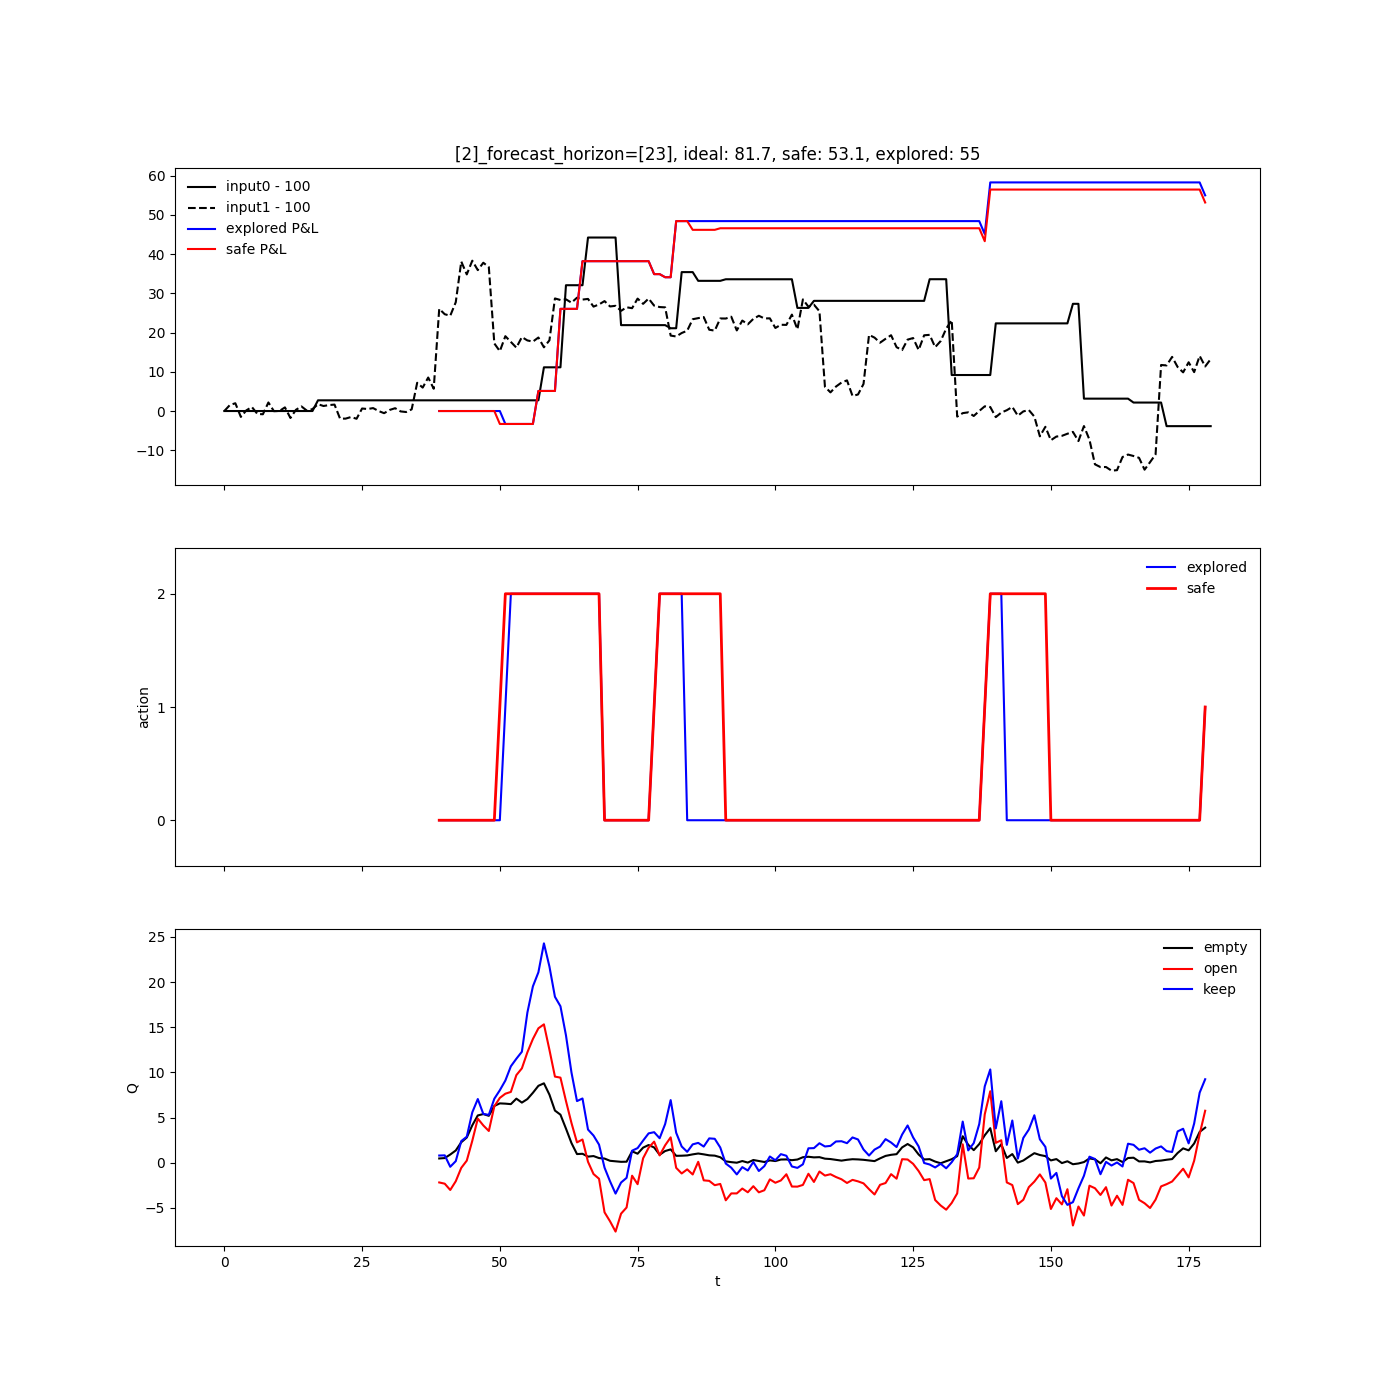 [2]_forecast_horizon=[23], ideal: 81.7, safe: 53.1, explored: 55
60
50
40
30
20
10
0
−10
input0 - 100
input1 - 100
explored P&L
safe P&L
2
1
0
action
explored
safe
25
20
15
10
5
0
−5
Q
empty
open
keep
0 25 50 75 100 125 150 175
t